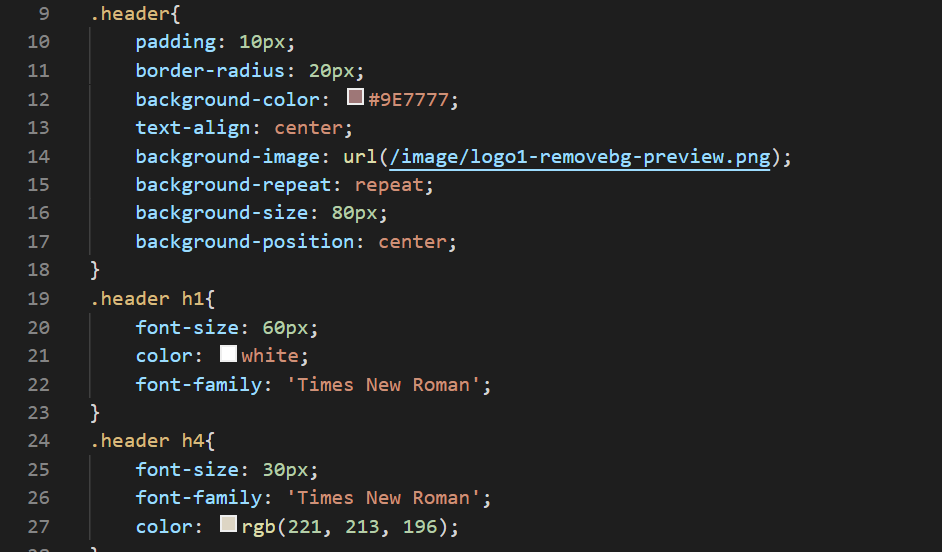 9 .header{
10     padding: 10px;
11     border-radius: 20px;
12     background-color: #9E7777;
13     text-align: center;
14     background-image: url(/image/logo1-removebg-preview.png);
15     background-repeat: repeat;
16     background-size: 80px;
17     background-position: center;
18 }
19 .header h1{
20     font-size: 60px;
21     color: white;
22     font-family: 'Times New Roman';
23 }
24 .header h4{
25     font-size: 30px;
26     font-family: 'Times New Roman';
27     color: rgb(221, 213, 196);